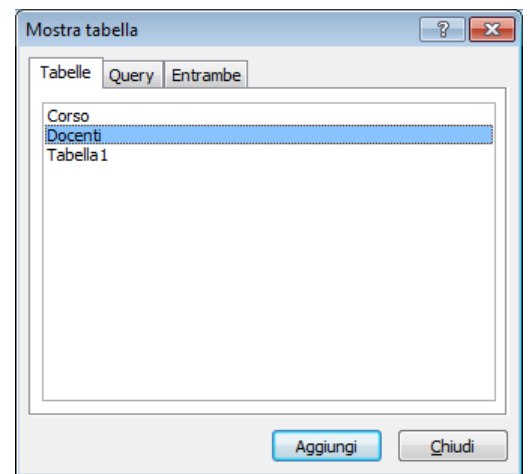 Mostra tabella
Tabelle Query Entrambe
Corso
Docenti
Tabella1
Aggiungi Chiudi